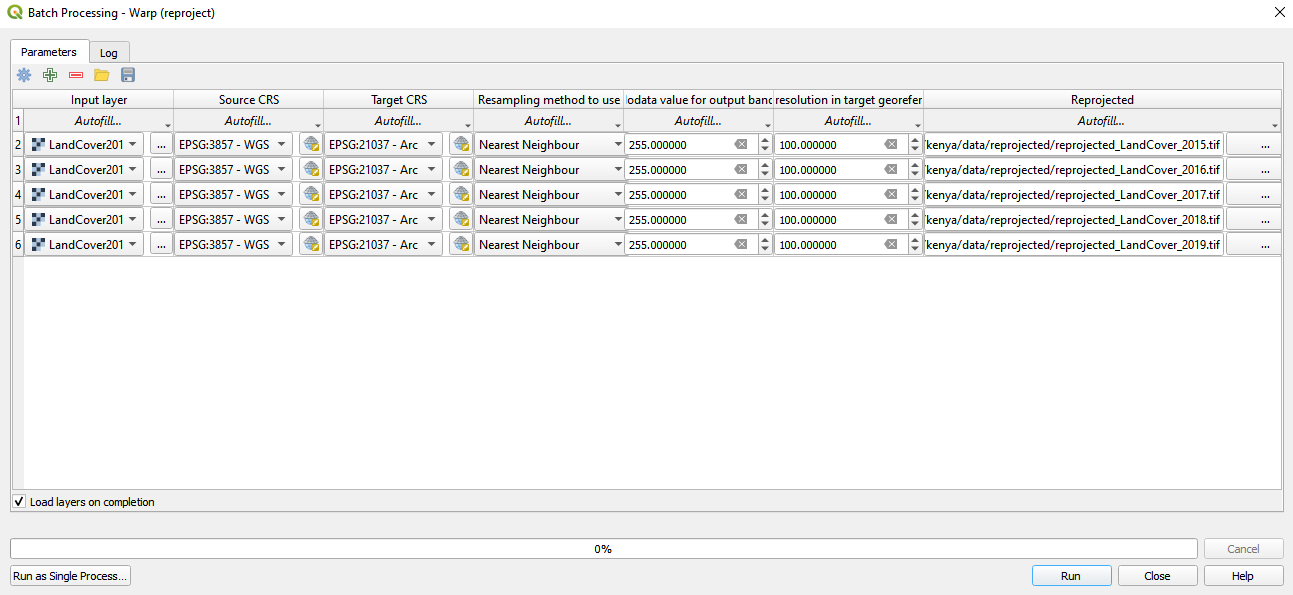 Batch Processing - Warp (reproject)
Parameters Log
Input layer Source CRS Target CRS Resampling method to use odata value for output banc resolution in target georefer Reprojected
1 Autofill... Autofill... Autofill... Autofill... Autofill... Autofill... Autofill...
2 LandCover201 ... EPSG:3857 - WGS EPSG:21037 - Arc Nearest Neighbour 255.000000 100.000000 /kenya/data/reprojected/reprojected_LandCover_2015.tif ...
3 LandCover201 ... EPSG:3857 - WGS EPSG:21037 - Arc Nearest Neighbour 255.000000 100.000000 /kenya/data/reprojected/reprojected_LandCover_2016.tif ...
4 LandCover201 ... EPSG:3857 - WGS EPSG:21037 - Arc Nearest Neighbour 255.000000 100.000000 /kenya/data/reprojected/reprojected_LandCover_2017.tif ...
5 LandCover201 ... EPSG:3857 - WGS EPSG:21037 - Arc Nearest Neighbour 255.000000 100.000000 /kenya/data/reprojected/reprojected_LandCover_2018.tif ...
6 LandCover201 ... EPSG:3857 - WGS EPSG:21037 - Arc Nearest Neighbour 255.000000 100.000000 /kenya/data/reprojected/reprojected_LandCover_2019.tif ...
Load layers on completion
0% Cancel
Run as Single Process... Run Close Help